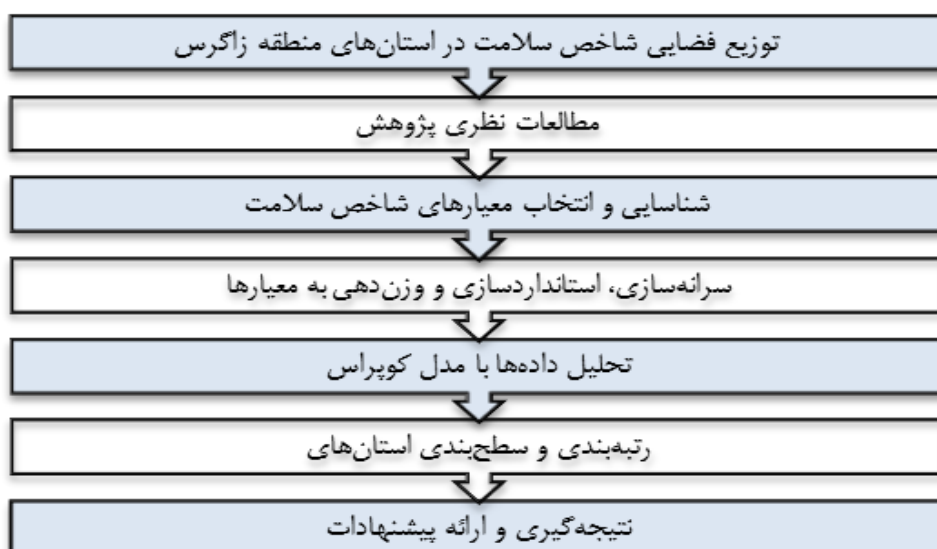 توزیع فضایی شاخص سلامت در استان‌های منطقه زاگرس
مطالعات نظری پژوهش
شناسایی و انتخاب معیارهای شاخص سلامت
سرانه‌سازی، استانداردسازی و وزن‌دهی به معیارها
تحلیل داده‌ها با مدل کوپراس
رتبه‌بندی و سطح‌بندی استان‌های
نتیجه‌گیری و ارائه پیشنهادات